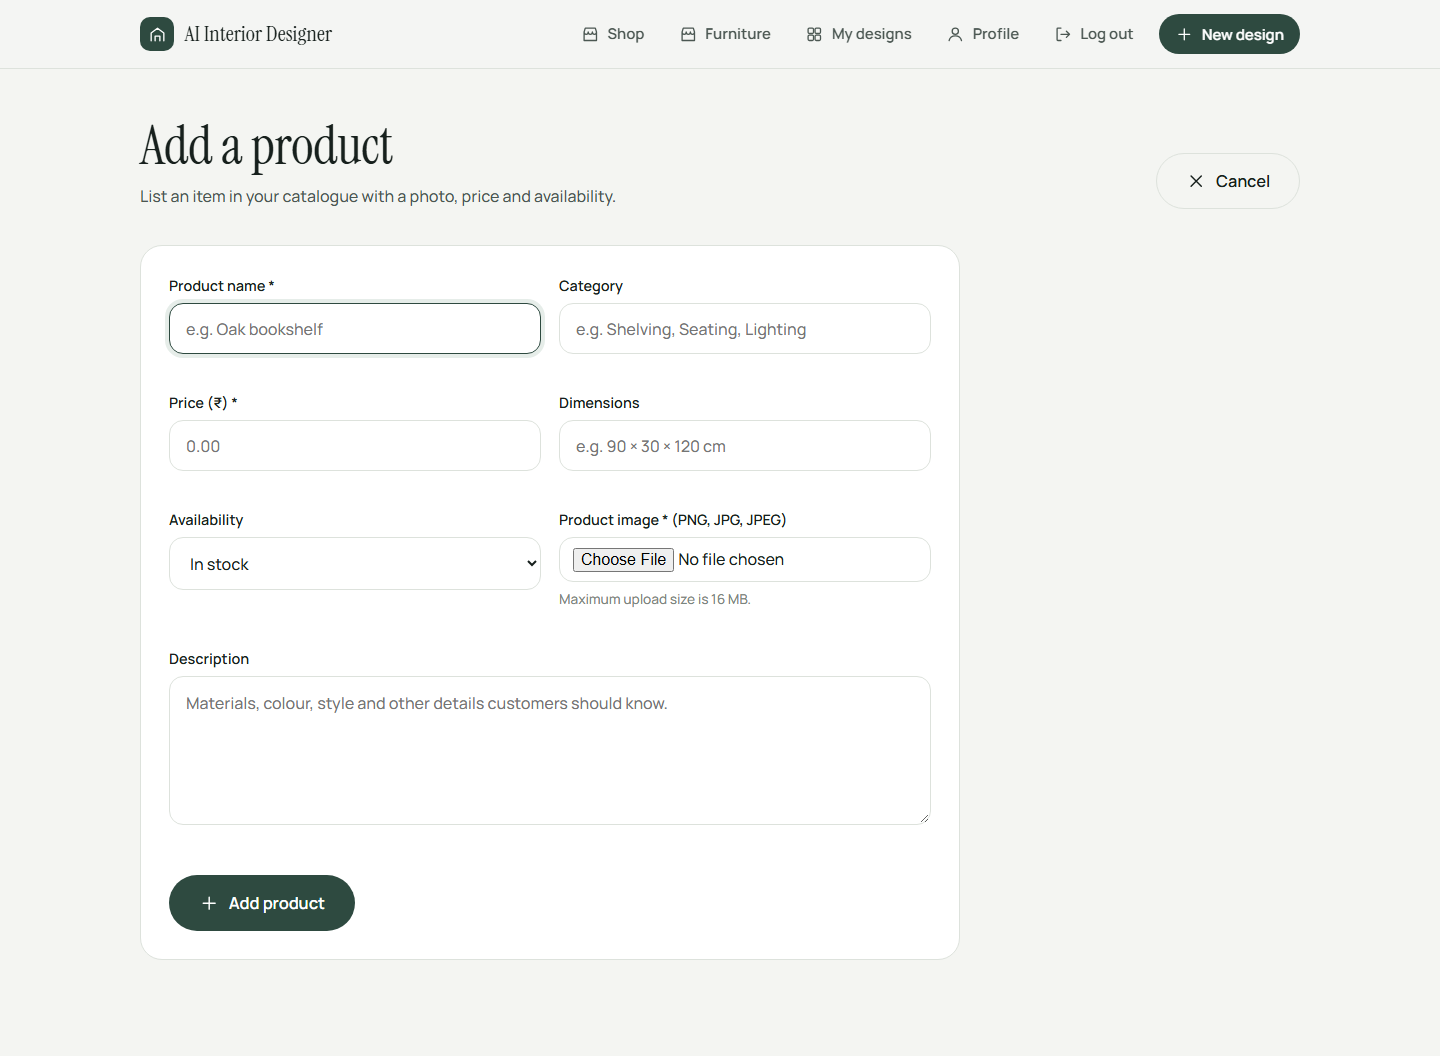 AI Interior Designer
Shop
Furniture
My designs
Profile
Log out
New design
Add a product
List an item in your catalogue with a photo, price and availability.
Cancel
Product name *
Category
e.g. Oak bookshelf
e.g. Shelving, Seating, Lighting
Price (₹) *
Dimensions
0.00
e.g. 90 × 30 × 120 cm
Availability
Product image * (PNG, JPG, JPEG)
In stock
Choose File No file chosen
Maximum upload size is 16 MB.
Description
Materials, colour, style and other details customers should know.
Add product